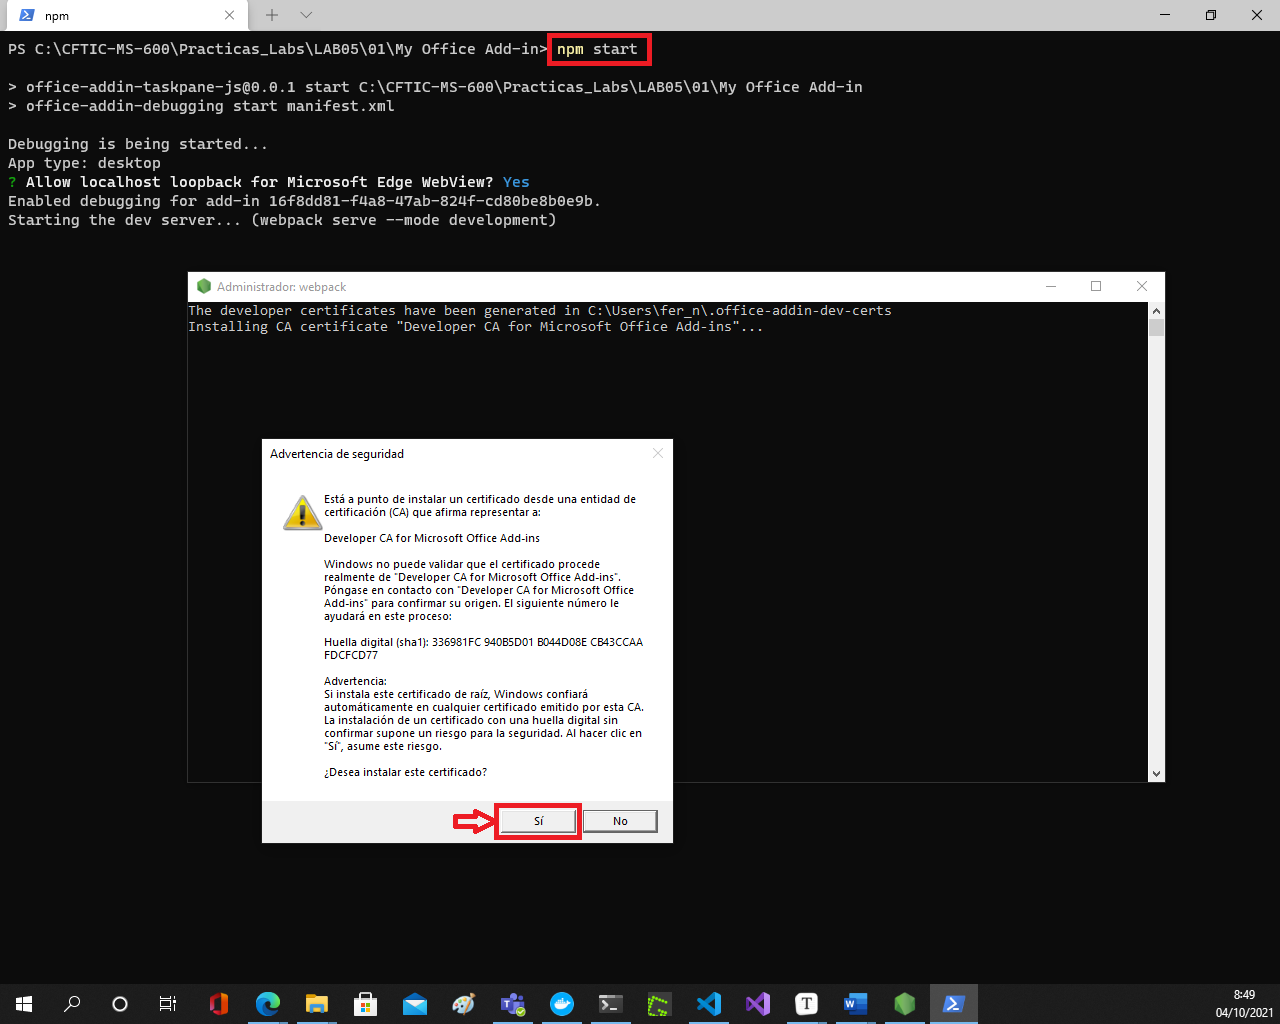 npm
PS C:\CFTIC-MS-600\Practicas_Labs\LAB05\01\My Office Add-in> npm start
> office-addin-taskpane-js@0.0.1 start C:\CFTIC-MS-600\Practicas_Labs\LAB05\01\My Office Add-in
> office-addin-debugging start manifest.xml
Debugging is being started...
App type: desktop
? Allow localhost loopback for Microsoft Edge WebView? Yes
Enabled debugging for add-in 16f8dd81-f4a8-47ab-824f-cd80be8b0e9b.
Starting the dev server... (webpack serve --mode development)
Administrador: webpack
The developer certificates have been generated in C:\Users\fer_n\.office-addin-dev-certs
Installing CA certificate "Developer CA for Microsoft Office Add-ins"...
Advertencia de seguridad
Está a punto de instalar un certificado desde una entidad de
certificación (CA) que afirma representar a:
Developer CA for Microsoft Office Add-ins
Windows no puede validar que el certificado procede
realmente de "Developer CA for Microsoft Office Add-ins".
Póngase en contacto con "Developer CA for Microsoft Office
Add-ins" para confirmar su origen. El siguiente número le
ayudará en este proceso:
Huella digital (sha1): 336981FC 940B5D01 B044D08E CB43CCAA
FDCFCD77
Advertencia:
Si instala este certificado de raíz, Windows confiará
automáticamente en cualquier certificado emitido por esta CA.
La instalación de un certificado con una huella digital sin
confirmar supone un riesgo para la seguridad. Al hacer clic en
"Sí", asume este riesgo.
¿Desea instalar este certificado?
Sí
No
8:49
04/10/2021